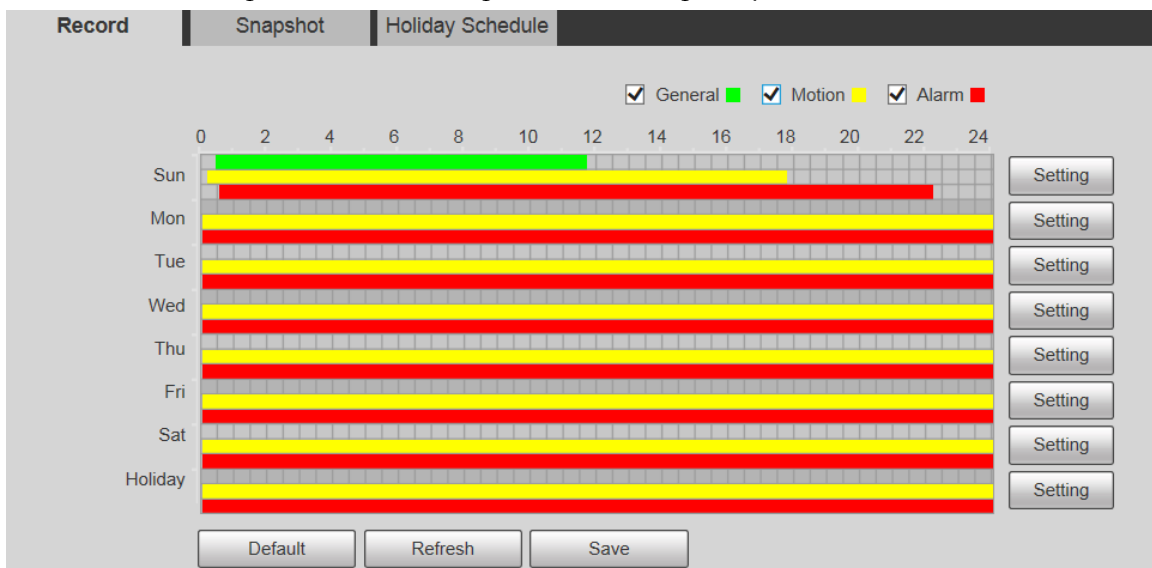 Record Snapshot Holiday Schedule
General Motion Alarm
0 2 4 6 8 10 12 14 16 18 20 22 24
Sun Setting
Mon Setting
Tue Setting
Wed Setting
Thu Setting
Fri Setting
Sat Setting
Holiday Setting
Default Refresh Save